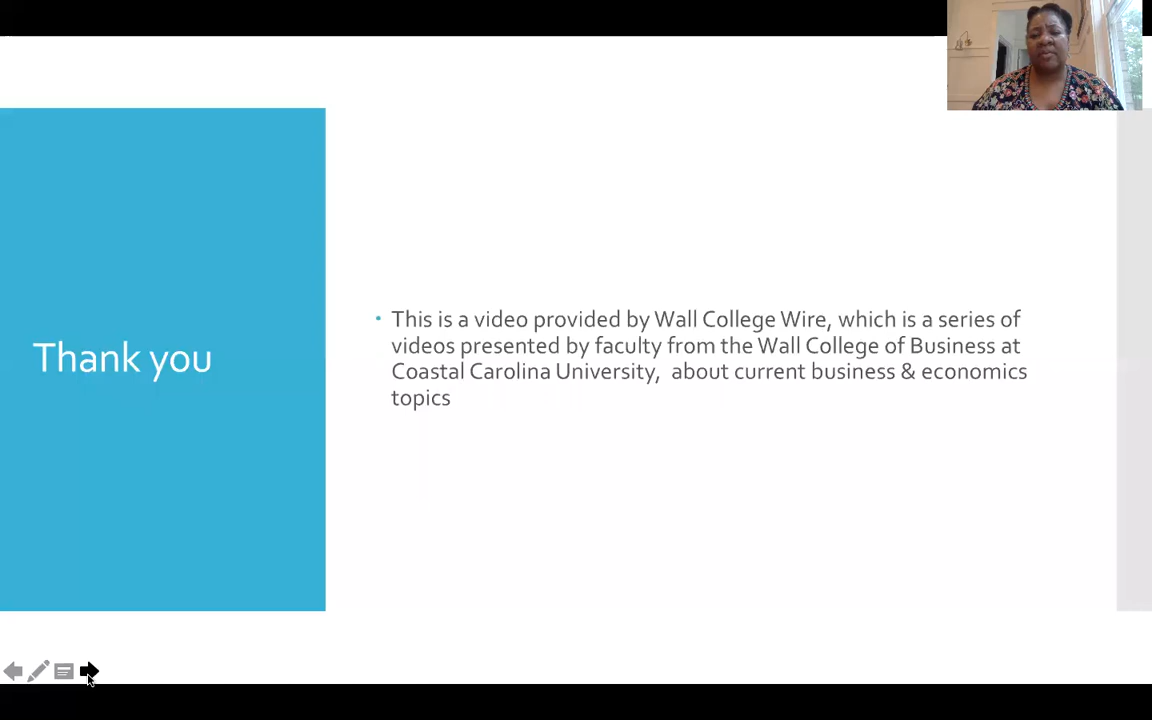 Thank you
• This is a video provided by Wall College Wire, which is a series of
videos presented by faculty from the Wall College of Business at
Coastal Carolina University,  about current business & economics
topics